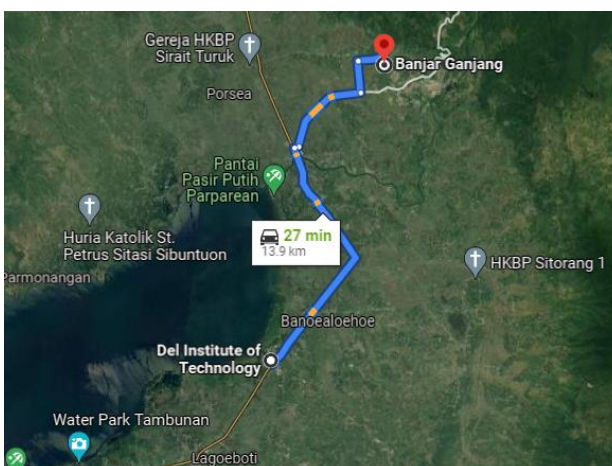 Gereja HKBP
Sirait Turuk
Banjar Ganjang
Porsea
Pantai
Pasir Putih
Parparean
27 min
13.9 km
Huria Katolik St.
Petrus Sitasi Sibuntuon
HKBP Sitorang 1
Parmonangan
Banoealoehoe
Del Institute of
Technology
Water Park Tambunan
Lagoeboti